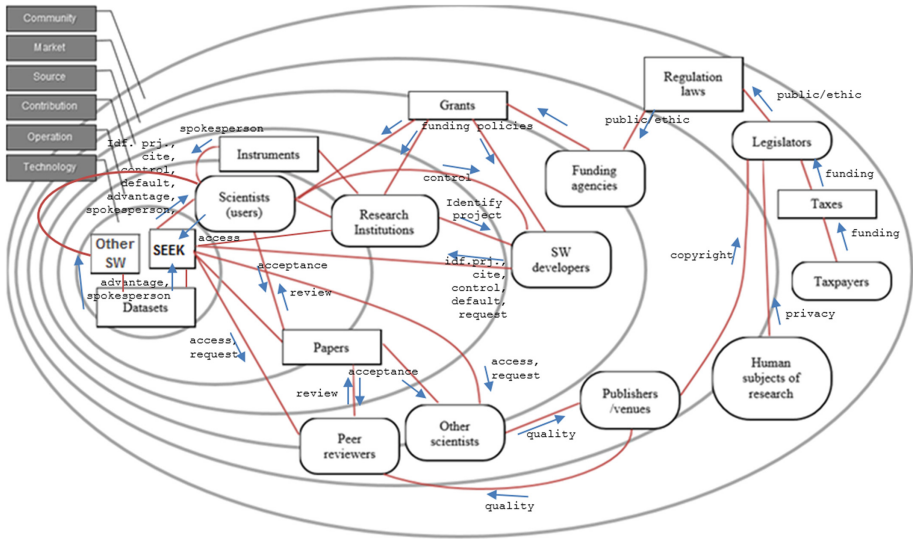 Community
Market
Source
Contribution
Operation
Technology
Regulation
laws
public/ethic
Grants
funding policies
public/ethic
Legislators
spokesperson
Idf. prj.,
cite,
control,
default,
advantage,
spokesperson,
Instruments
Scientists
(users)
control
Funding
agencies
funding
Taxes
Research
Institutions
Identify
project
funding
Other
SW
SEEK
access
SW
developers
copyright
Taxpayers
acceptance
review
idf.prj.,
cite,
control,
default,
request
advantage,
spokesperson
Datasets
privacy
access,
request
Papers
acceptance
review
access,
request
Human
subjects of
research
Publishers
/venues
Peer
reviewers
Other
scientists
quality
quality